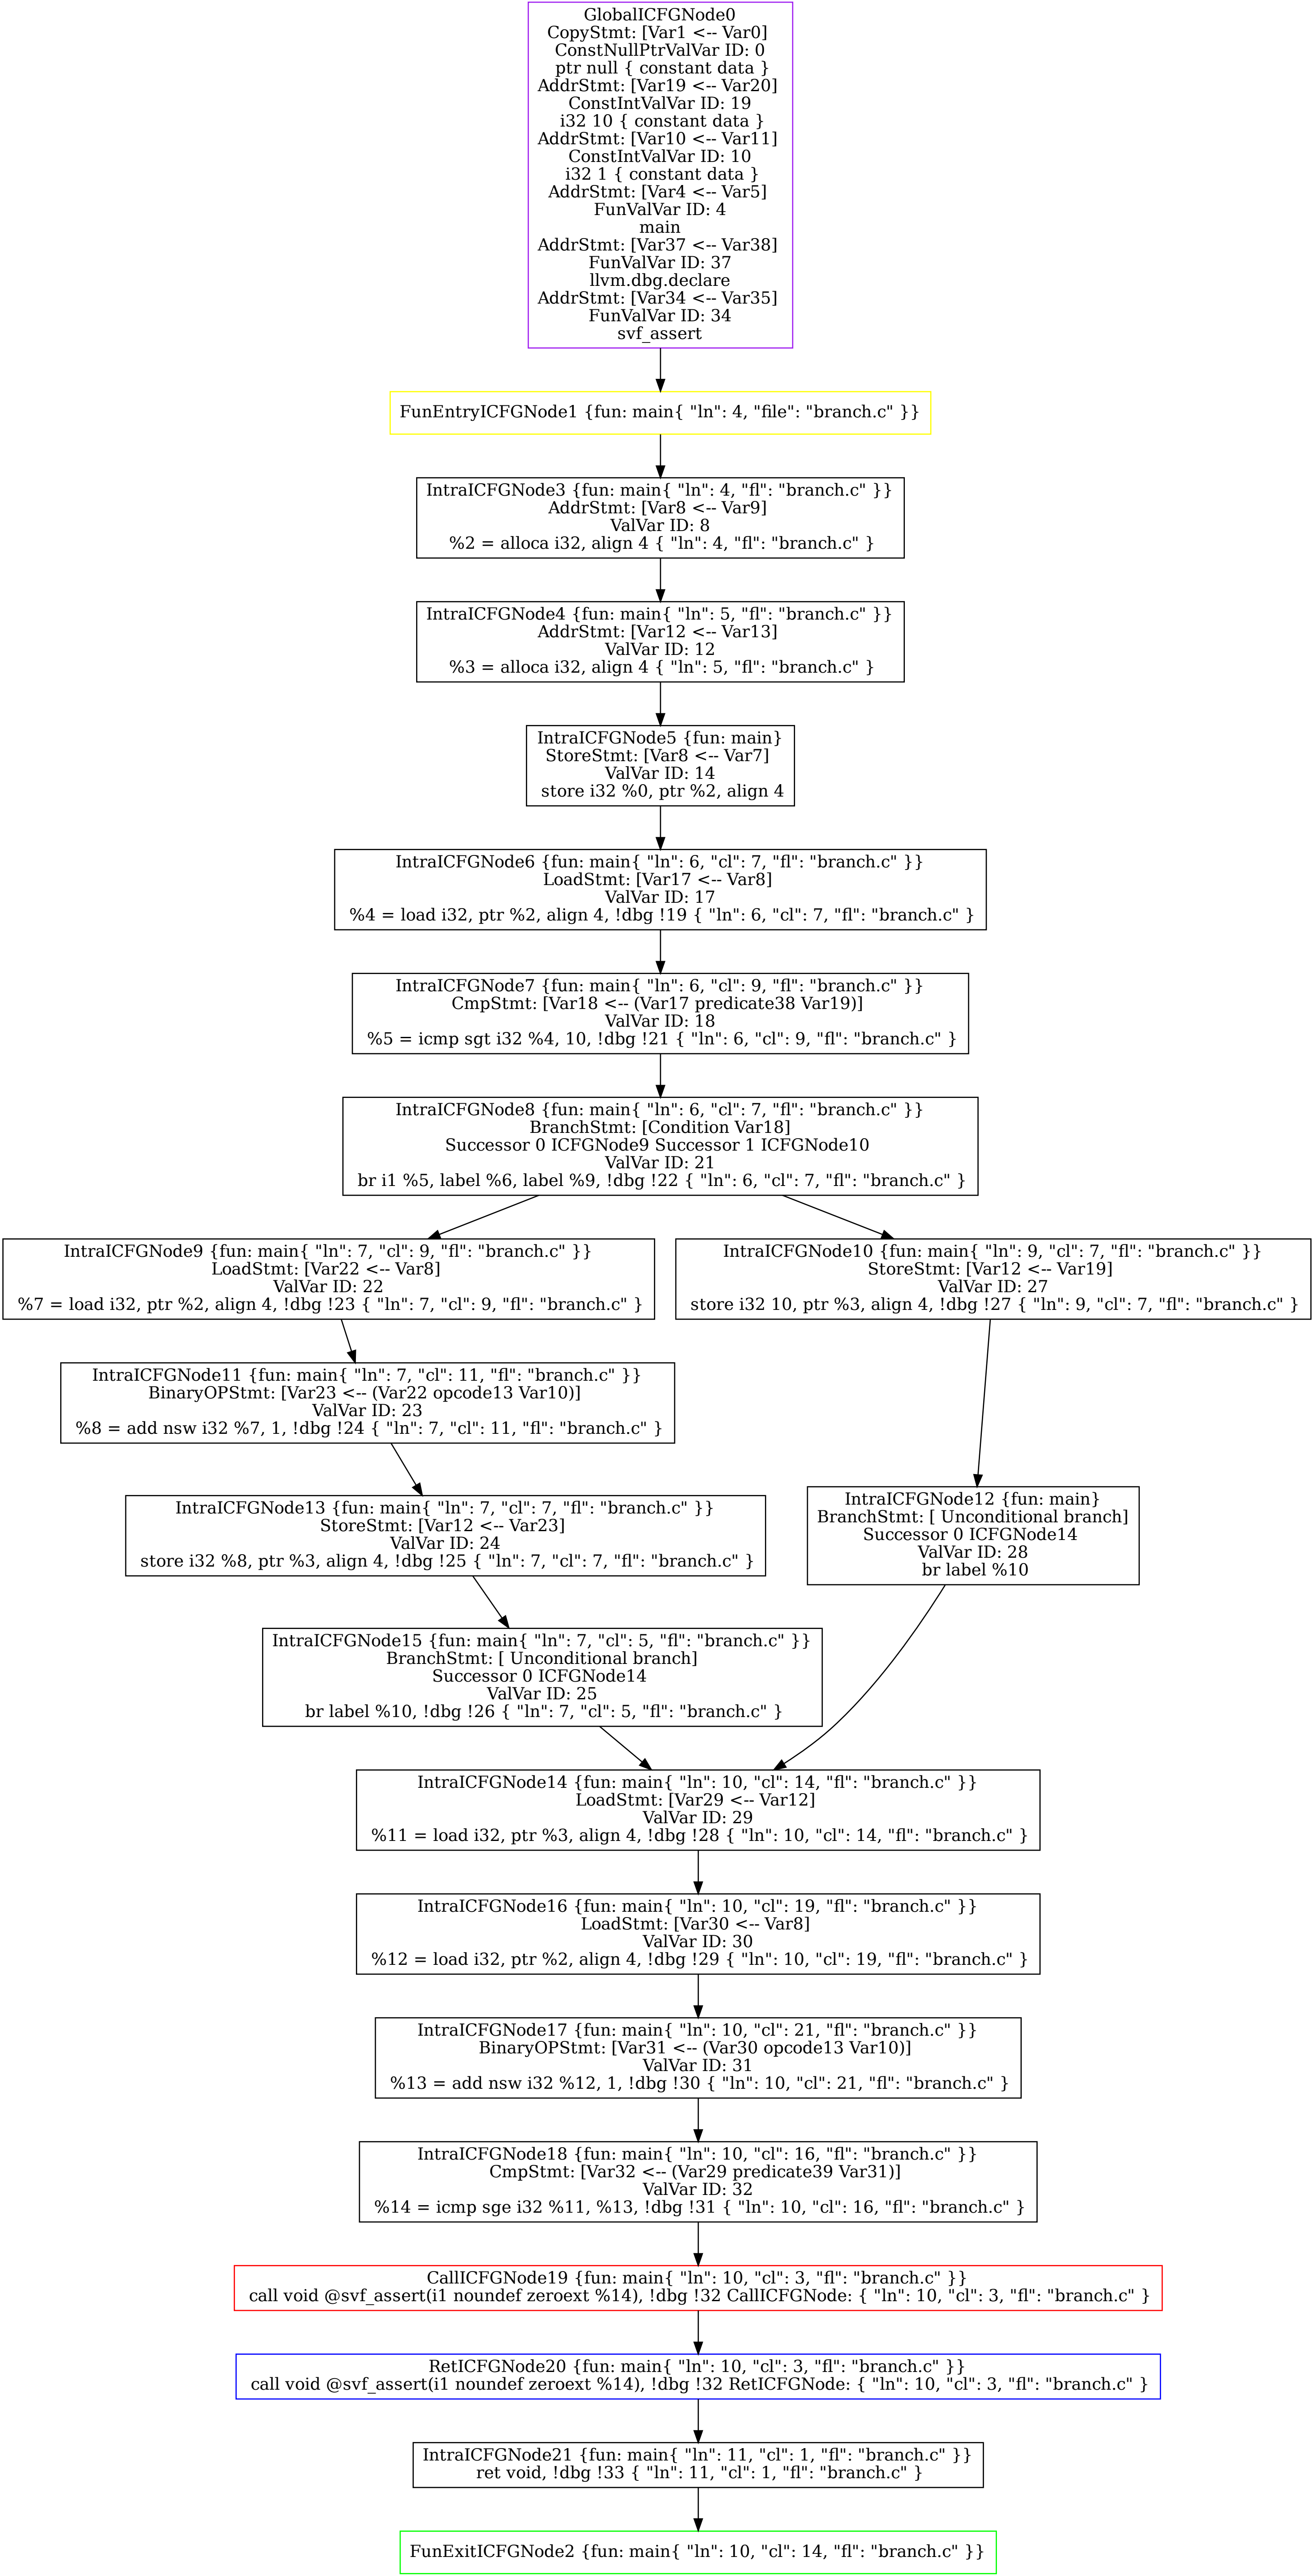 GlobalICFGNode0
CopyStmt: [Var1 <-- Var0]
ConstNullPtrValVar ID: 0
ptr null { constant data }
AddrStmt: [Var19 <-- Var20]
ConstIntValVar ID: 19
i32 10 { constant data }
AddrStmt: [Var10 <-- Var11]
ConstIntValVar ID: 10
i32 1 { constant data }
AddrStmt: [Var4 <-- Var5]
FunValVar ID: 4
main
AddrStmt: [Var37 <-- Var38]
FunValVar ID: 37
llvm.dbg.declare
AddrStmt: [Var34 <-- Var35]
FunValVar ID: 34
svf_assert
FunEntryICFGNode1 {fun: main{ "ln": 4, "file": "branch.c" }}
IntraICFGNode3 {fun: main{ "ln": 4, "fl": "branch.c" }}
AddrStmt: [Var8 <-- Var9]
ValVar ID: 8
%2 = alloca i32, align 4 { "ln": 4, "fl": "branch.c" }
IntraICFGNode4 {fun: main{ "ln": 5, "fl": "branch.c" }}
AddrStmt: [Var12 <-- Var13]
ValVar ID: 12
%3 = alloca i32, align 4 { "ln": 5, "fl": "branch.c" }
IntraICFGNode5 {fun: main}
StoreStmt: [Var8 <-- Var7]
ValVar ID: 14
store i32 %0, ptr %2, align 4
IntraICFGNode6 {fun: main{ "ln": 6, "cl": 7, "fl": "branch.c" }}
LoadStmt: [Var17 <-- Var8]
ValVar ID: 17
%4 = load i32, ptr %2, align 4, !dbg !19 { "ln": 6, "cl": 7, "fl": "branch.c" }
IntraICFGNode7 {fun: main{ "ln": 6, "cl": 9, "fl": "branch.c" }}
CmpStmt: [Var18 <-- (Var17 predicate38 Var19)]
ValVar ID: 18
%5 = icmp sgt i32 %4, 10, !dbg !21 { "ln": 6, "cl": 9, "fl": "branch.c" }
IntraICFGNode8 {fun: main{ "ln": 6, "cl": 7, "fl": "branch.c" }}
BranchStmt: [Condition Var18]
Successor 0 ICFGNode9 Successor 1 ICFGNode10
ValVar ID: 21
br i1 %5, label %6, label %9, !dbg !22 { "ln": 6, "cl": 7, "fl": "branch.c" }
IntraICFGNode9 {fun: main{ "ln": 7, "cl": 9, "fl": "branch.c" }}
LoadStmt: [Var22 <-- Var8]
ValVar ID: 22
%7 = load i32, ptr %2, align 4, !dbg !23 { "ln": 7, "cl": 9, "fl": "branch.c" }
IntraICFGNode10 {fun: main{ "ln": 9, "cl": 7, "fl": "branch.c" }}
StoreStmt: [Var12 <-- Var19]
ValVar ID: 27
store i32 10, ptr %3, align 4, !dbg !27 { "ln": 9, "cl": 7, "fl": "branch.c" }
IntraICFGNode11 {fun: main{ "ln": 7, "cl": 11, "fl": "branch.c" }}
BinaryOPStmt: [Var23 <-- (Var22 opcode13 Var10)]
ValVar ID: 23
%8 = add nsw i32 %7, 1, !dbg !24 { "ln": 7, "cl": 11, "fl": "branch.c" }
IntraICFGNode13 {fun: main{ "ln": 7, "cl": 7, "fl": "branch.c" }}
StoreStmt: [Var12 <-- Var23]
ValVar ID: 24
store i32 %8, ptr %3, align 4, !dbg !25 { "ln": 7, "cl": 7, "fl": "branch.c" }
IntraICFGNode12 {fun: main}
BranchStmt: [ Unconditional branch]
Successor 0 ICFGNode14
ValVar ID: 28
br label %10
IntraICFGNode15 {fun: main{ "ln": 7, "cl": 5, "fl": "branch.c" }}
BranchStmt: [ Unconditional branch]
Successor 0 ICFGNode14
ValVar ID: 25
br label %10, !dbg !26 { "ln": 7, "cl": 5, "fl": "branch.c" }
IntraICFGNode14 {fun: main{ "ln": 10, "cl": 14, "fl": "branch.c" }}
LoadStmt: [Var29 <-- Var12]
ValVar ID: 29
%11 = load i32, ptr %3, align 4, !dbg !28 { "ln": 10, "cl": 14, "fl": "branch.c" }
IntraICFGNode16 {fun: main{ "ln": 10, "cl": 19, "fl": "branch.c" }}
LoadStmt: [Var30 <-- Var8]
ValVar ID: 30
%12 = load i32, ptr %2, align 4, !dbg !29 { "ln": 10, "cl": 19, "fl": "branch.c" }
IntraICFGNode17 {fun: main{ "ln": 10, "cl": 21, "fl": "branch.c" }}
BinaryOPStmt: [Var31 <-- (Var30 opcode13 Var10)]
ValVar ID: 31
%13 = add nsw i32 %12, 1, !dbg !30 { "ln": 10, "cl": 21, "fl": "branch.c" }
IntraICFGNode18 {fun: main{ "ln": 10, "cl": 16, "fl": "branch.c" }}
CmpStmt: [Var32 <-- (Var29 predicate39 Var31)]
ValVar ID: 32
%14 = icmp sge i32 %11, %13, !dbg !31 { "ln": 10, "cl": 16, "fl": "branch.c" }
CallICFGNode19 {fun: main{ "ln": 10, "cl": 3, "fl": "branch.c" }}
call void @svf_assert(i1 noundef zeroext %14), !dbg !32 CallICFGNode: { "ln": 10, "cl": 3, "fl": "branch.c" }
RetICFGNode20 {fun: main{ "ln": 10, "cl": 3, "fl": "branch.c" }}
call void @svf_assert(i1 noundef zeroext %14), !dbg !32 RetICFGNode: { "ln": 10, "cl": 3, "fl": "branch.c" }
IntraICFGNode21 {fun: main{ "ln": 11, "cl": 1, "fl": "branch.c" }}
ret void, !dbg !33 { "ln": 11, "cl": 1, "fl": "branch.c" }
FunExitICFGNode2 {fun: main{ "ln": 10, "cl": 14, "fl": "branch.c" }}